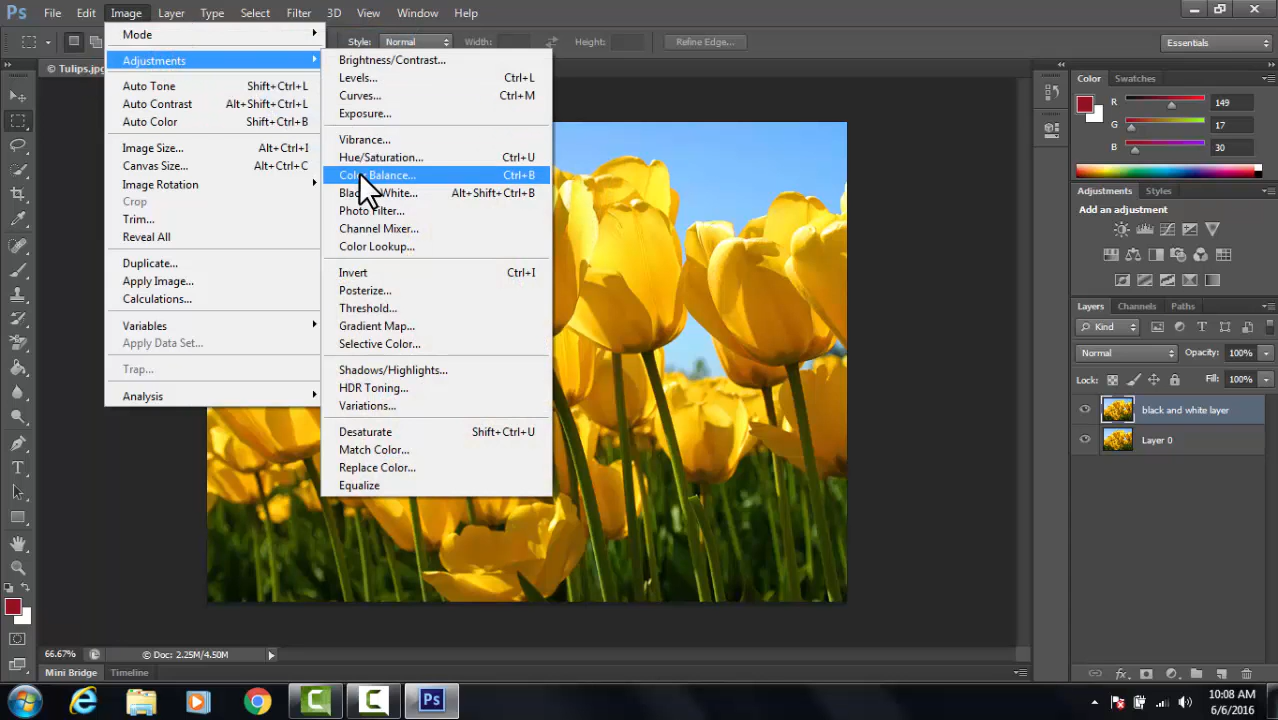 Ps File Edit Image Layer Type Select Filter 3D View Window Help
Style: Normal Width: Height: Refine Edge... Essentials
Tulips.jpg
Mode
Adjustments
Auto Tone Shift+Ctrl+L
Auto Contrast Alt+Shift+Ctrl+L
Auto Color Shift+Ctrl+B
Image Size... Alt+Ctrl+I
Canvas Size... Alt+Ctrl+C
Image Rotation
Crop
Trim...
Reveal All
Duplicate...
Apply Image...
Calculations...
Variables
Apply Data Set...
Trap...
Analysis
Brightness/Contrast...
Levels... Ctrl+L
Curves... Ctrl+M
Exposure...
Vibrance...
Hue/Saturation... Ctrl+U
Color Balance... Ctrl+B
White... Alt+Shift+Ctrl+B
Photo Filter...
Channel Mixer...
Color Lookup...
Invert Ctrl+I
Posterize...
Threshold...
Gradient Map...
Selective Color...
Shadows/Highlights...
HDR Toning...
Variations...
Desaturate Shift+Ctrl+U
Match Color...
Replace Color...
Equalize
Color Swatches
R 149
G 17
B 30
Adjustments Styles
Add an adjustment
Layers Channels Paths
Kind
Normal Opacity: 100%
Lock: Fill: 100%
black and white layer
Layer 0
66.67% Doc: 2.25M/4.50M
Mini Bridge Timeline
Ps
10:08 AM
6/6/2016